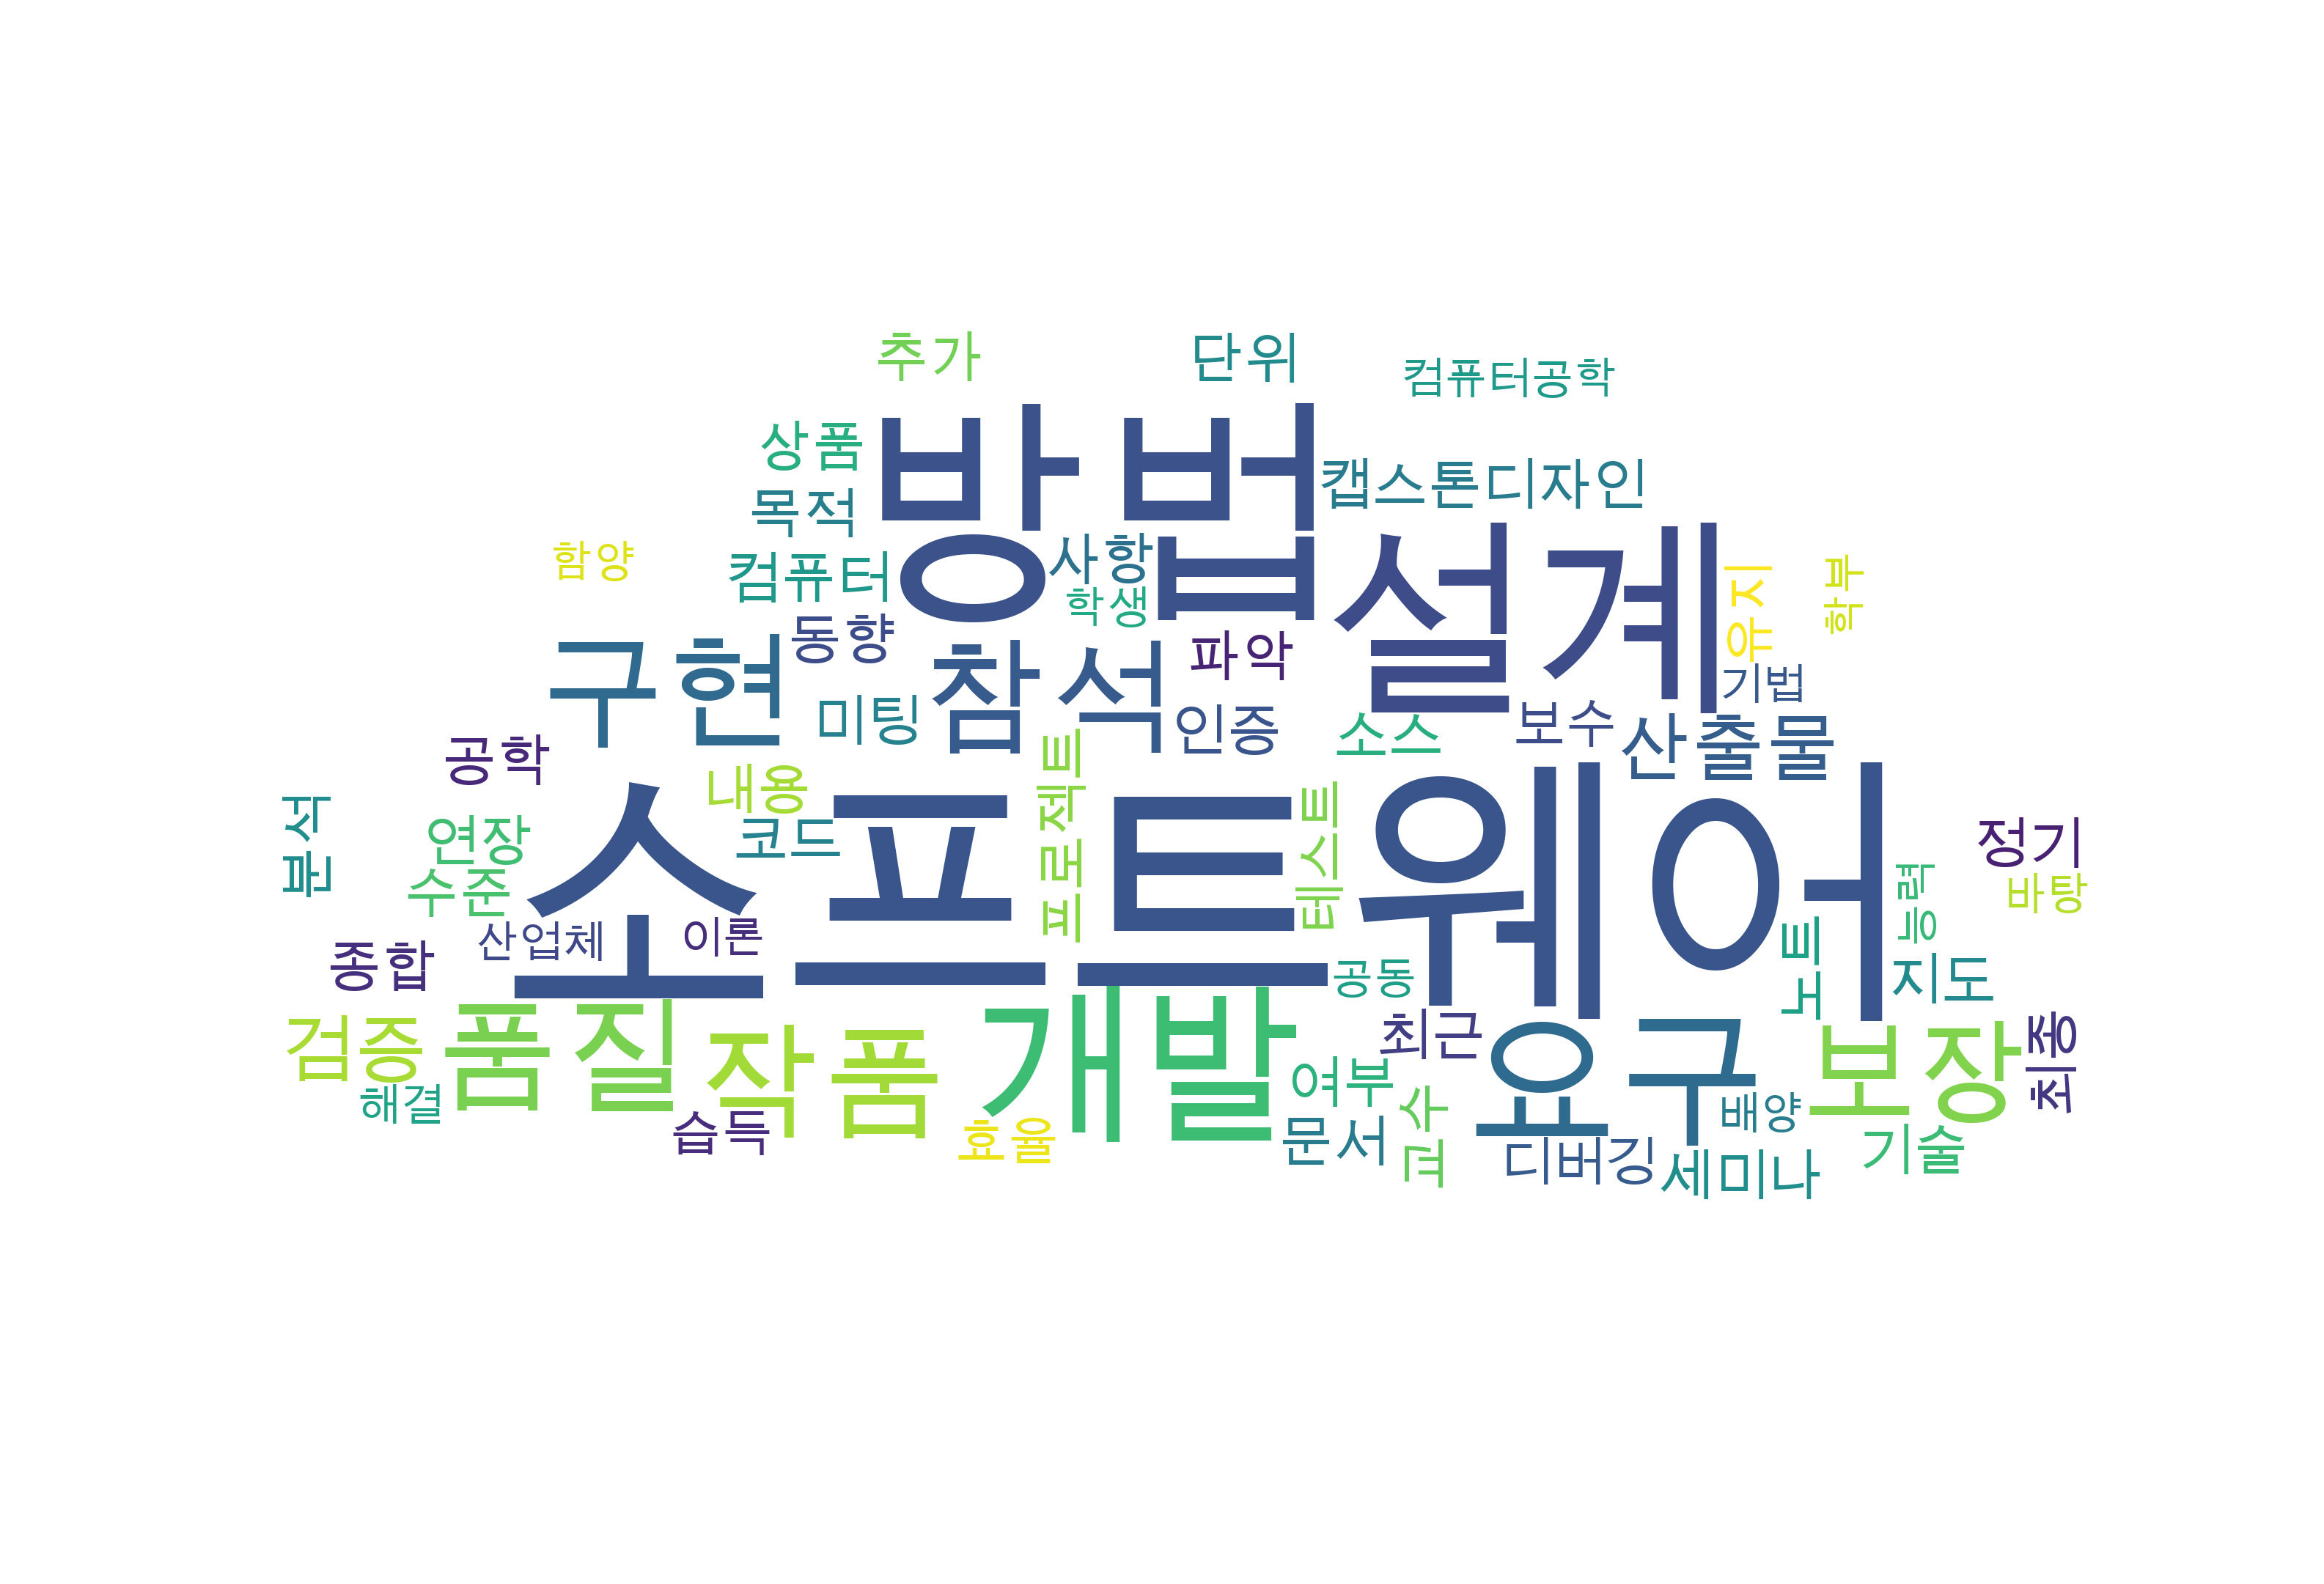 추가
단위
컴퓨터공학
상품
방법
캡스톤디자인
목적
함양
컴퓨터
사항
학생
설계
유지
학부
동향
구현
참석
파악
기법
미팅
인증
소스
보수
산출물
공학
내용
프로젝트
테스트
분석
연장
코드
소프트웨어
정기
수준
능력
바탕
산업체
이론
노트
종합
공동
지도
검증
품질
작품
개발
최근
요구
보장
취홍
해결
여부
교수
배양
습득
효율
문서
디버깅
세미나
기술